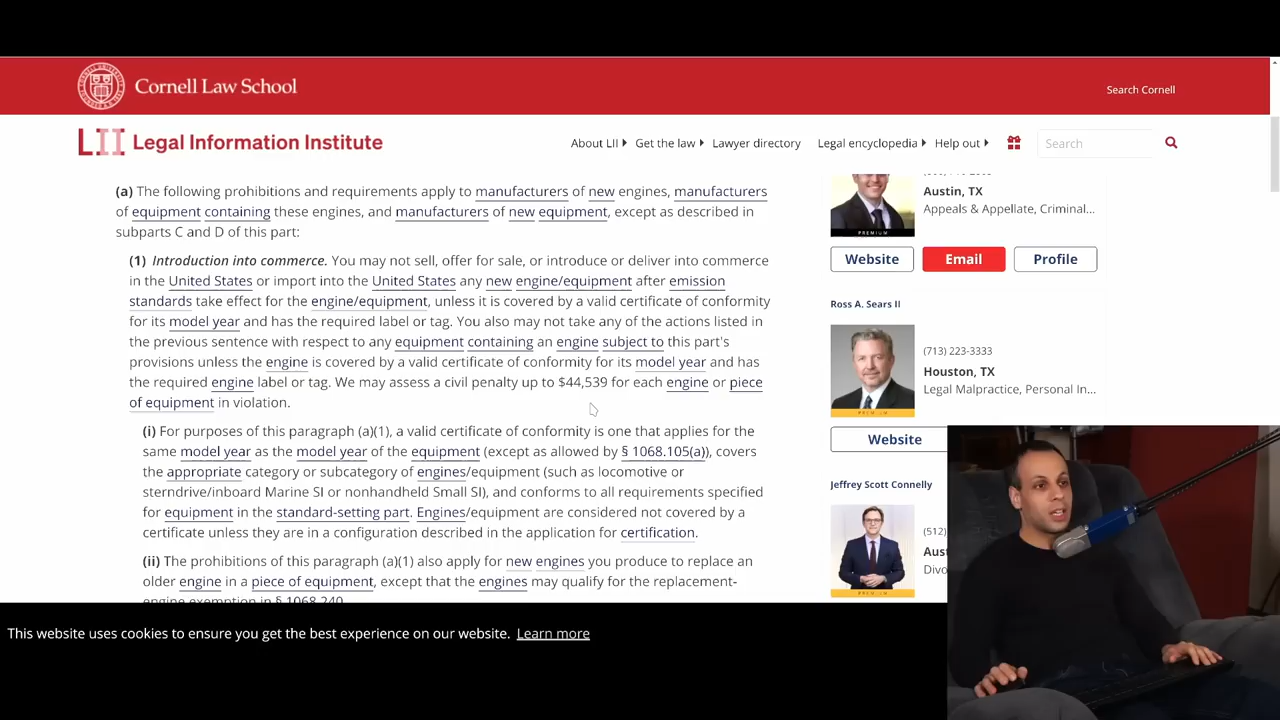 Cornell Law School
Search Cornell
LII Legal Information Institute
About LII Get the law Lawyer directory Legal encyclopedia Help out Search
(a) The following prohibitions and requirements apply to manufacturers of new engines, manufacturers
of equipment containing these engines, and manufacturers of new equipment, except as described in
subparts C and D of this part:
(1) Introduction into commerce. You may not sell, offer for sale, or introduce or deliver into commerce
in the United States or import into the United States any new engine/equipment after emission
standards take effect for the engine/equipment, unless it is covered by a valid certificate of conformity
for its model year and has the required label or tag. You also may not take any of the actions listed in
the previous sentence with respect to any equipment containing an engine subject to this part's
provisions unless the engine is covered by a valid certificate of conformity for its model year and has
the required engine label or tag. We may assess a civil penalty up to $44,539 for each engine or piece
of equipment in violation.
(i) For purposes of this paragraph (a)(1), a valid certificate of conformity is one that applies for the
same model year as the model year of the equipment (except as allowed by § 1068.105(a)), covers
the appropriate category or subcategory of engines/equipment (such as locomotive or
sterndrive/inboard Marine SI or nonhandheld Small SI), and conforms to all requirements specified
for equipment in the standard-setting part. Engines/equipment are considered not covered by a
certificate unless they are in a configuration described in the application for certification.
(ii) The prohibitions of this paragraph (a)(1) also apply for new engines you produce to replace an
older engine in a piece of equipment, except that the engines may qualify for the replacement-
engine exemption in § 1068.240
Austin, TX
Appeals & Appellate, Criminal...
PREMIUM
Website Email Profile
Ross A. Sears II
(713) 223-3333
Houston, TX
Legal Malpractice, Personal In...
PREMIUM
Website
Jeffrey Scott Connelly
(512)
Aust
Divo
PREMIUM
This website uses cookies to ensure you get the best experience on our website. Learn more